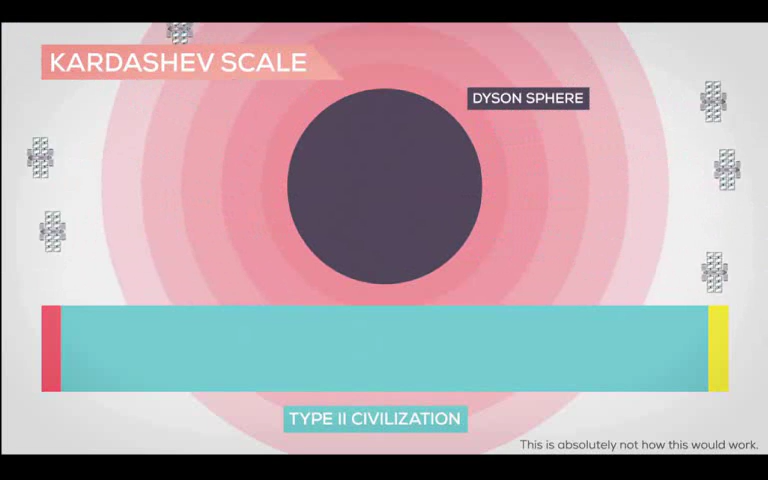 KARDASHEV SCALE
DYSON SPHERE
TYPE II CIVILIZATION
This is absolutely not how this would work.